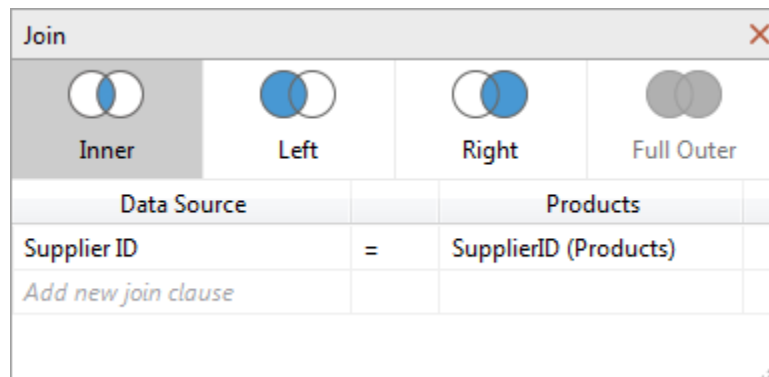 Join
Inner Left Right Full Outer
Data Source Products
Supplier ID = SupplierID (Products)
Add new join clause